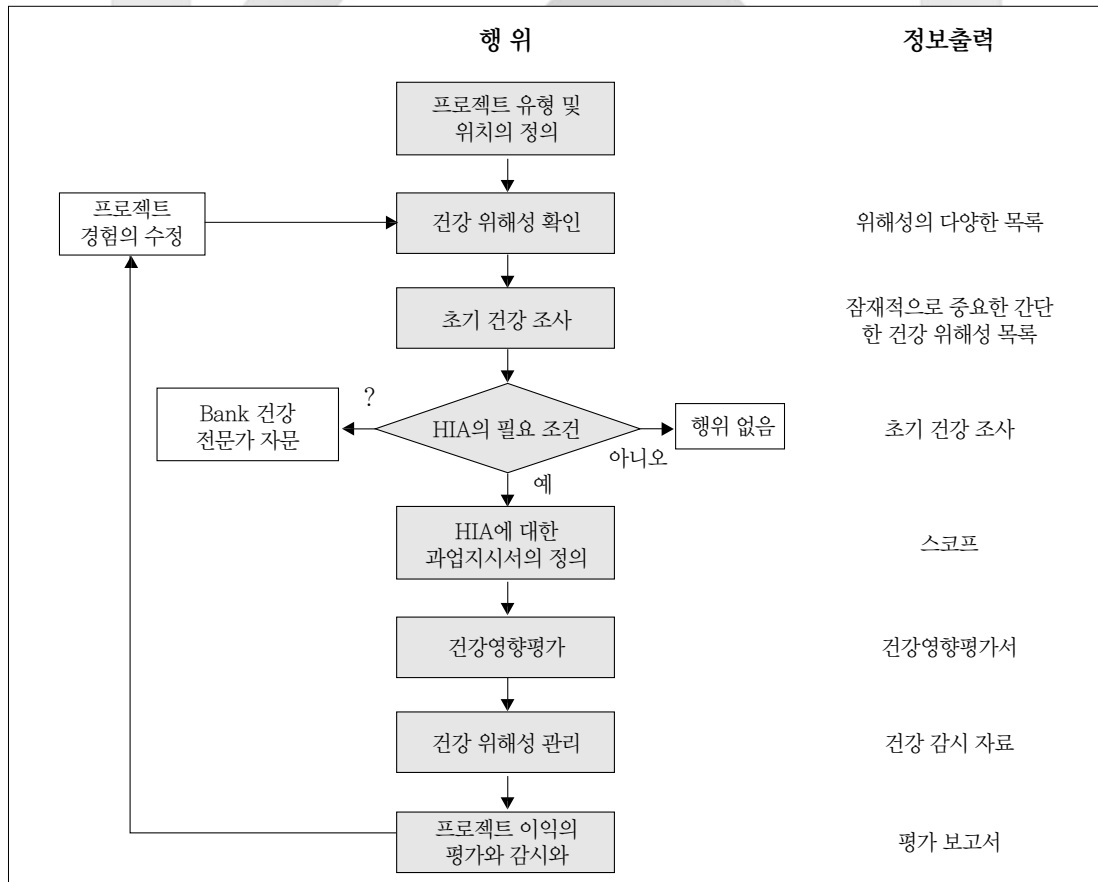 행 위
정보출력
프로젝트 유형 및
위치의 정의
프로젝트
경험의 수정
건강 위해성 확인
위해성의 다양한 목록
초기 건강 조사
잠재적으로 중요한 간단
한 건강 위해성 목록
?
Bank 건강
전문가 자문
HIA의 필요 조건
행위 없음
초기 건강 조사
아니오
예
HIA에 대한
과업지시서의 정의
스코프
건강영향평가
건강영향평가서
건강 위해성 관리
건강 감시 자료
프로젝트 이익의
평가와 감시와
평가 보고서